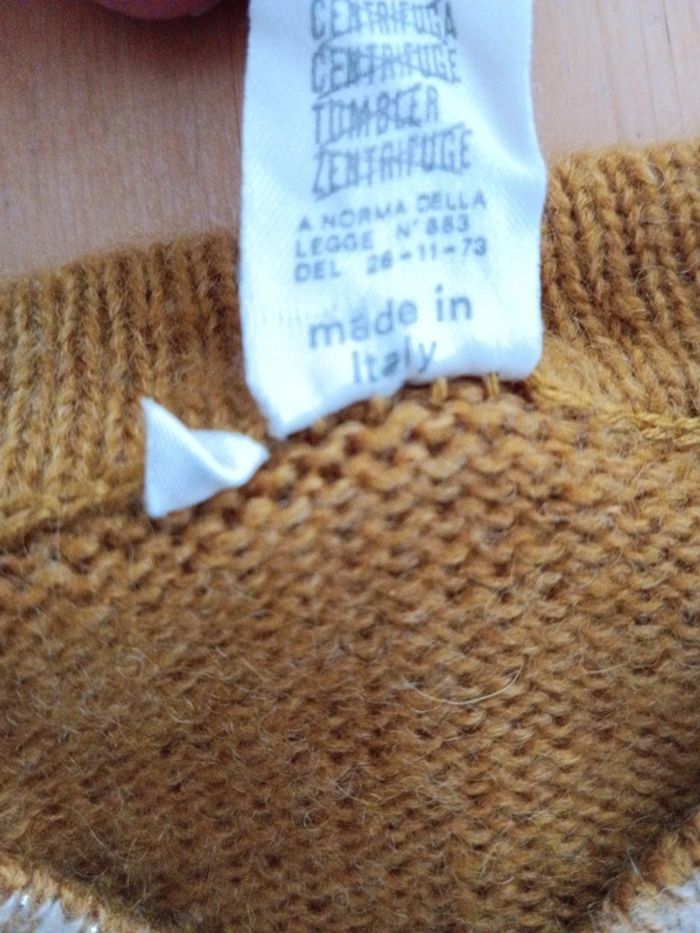 CENTRIFUGA
CENTRIFUGE
TUMBLER
ZENTRIFUGE
A NORMA DELLA
LEGGE N° 883
DEL 26-11-73
made in
Italy